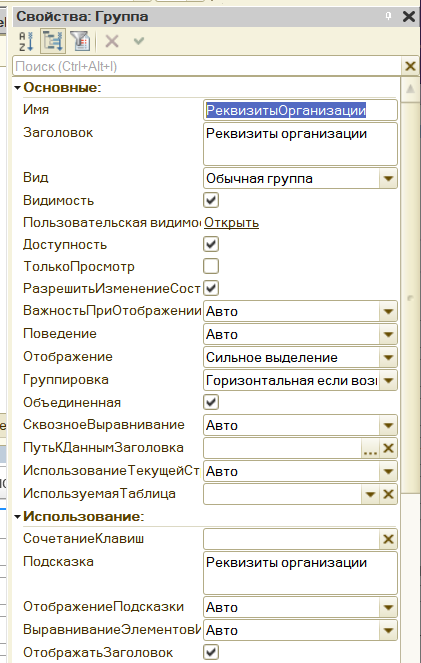 Свойства: Группа
Поиск (Ctrl+Alt+I)
Основные:
Имя РеквизитыОрганизации
Заголовок Реквизиты организации
Вид Обычная группа
Видимость
Пользовательская видимос Открыть
Доступность
ТолькоПросмотр
РазрешитьИзменениеСост
ВажностьПриОтображении Авто
Поведение Авто
Отображение Сильное выделение
Группировка Горизонтальная если возм
Объединенная
СквозноеВыравнивание Авто
ПутьКДаннымЗаголовка ...
ИспользованиеТекущейСт Авто
ИспользуемаяТаблица
Использование:
СочетаниеКлавиш
Подсказка Реквизиты организации
ОтображениеПодсказки Авто
ВыравниваниеЭлементовИ Авто
ОтображатьЗаголовок